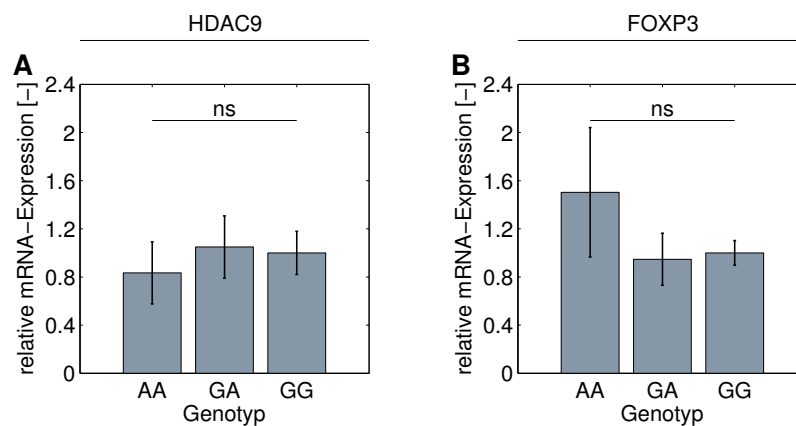 HDAC9
A
relative mRNA−Expression [−]
2.4
2
1.6
1.2
0.8
0.4
0
ns
AA GA GG
Genotyp
FOXP3
B
relative mRNA−Expression [−]
2.4
2
1.6
1.2
0.8
0.4
0
ns
AA GA GG
Genotyp